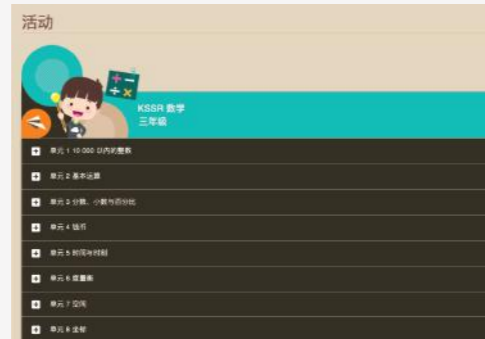 活动
KSSR 数学
三年级
单元 1 10 000 以内的整数
单元 2 基本运算
单元 3 分数、小数与百分比
单元 4 钱币
单元 5 时间与时刻
单元 6 度量衡
单元 7 空间
单元 8 坐标